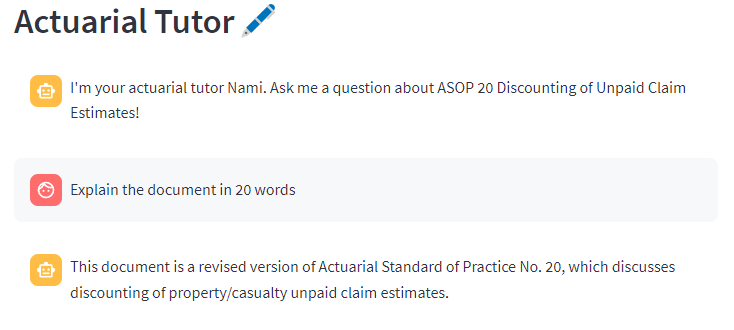 Actuarial Tutor
I'm your actuarial tutor Nami. Ask me a question about ASOP 20 Discounting of Unpaid Claim
Estimates!
Explain the document in 20 words
This document is a revised version of Actuarial Standard of Practice No. 20, which discusses
discounting of property/casualty unpaid claim estimates.